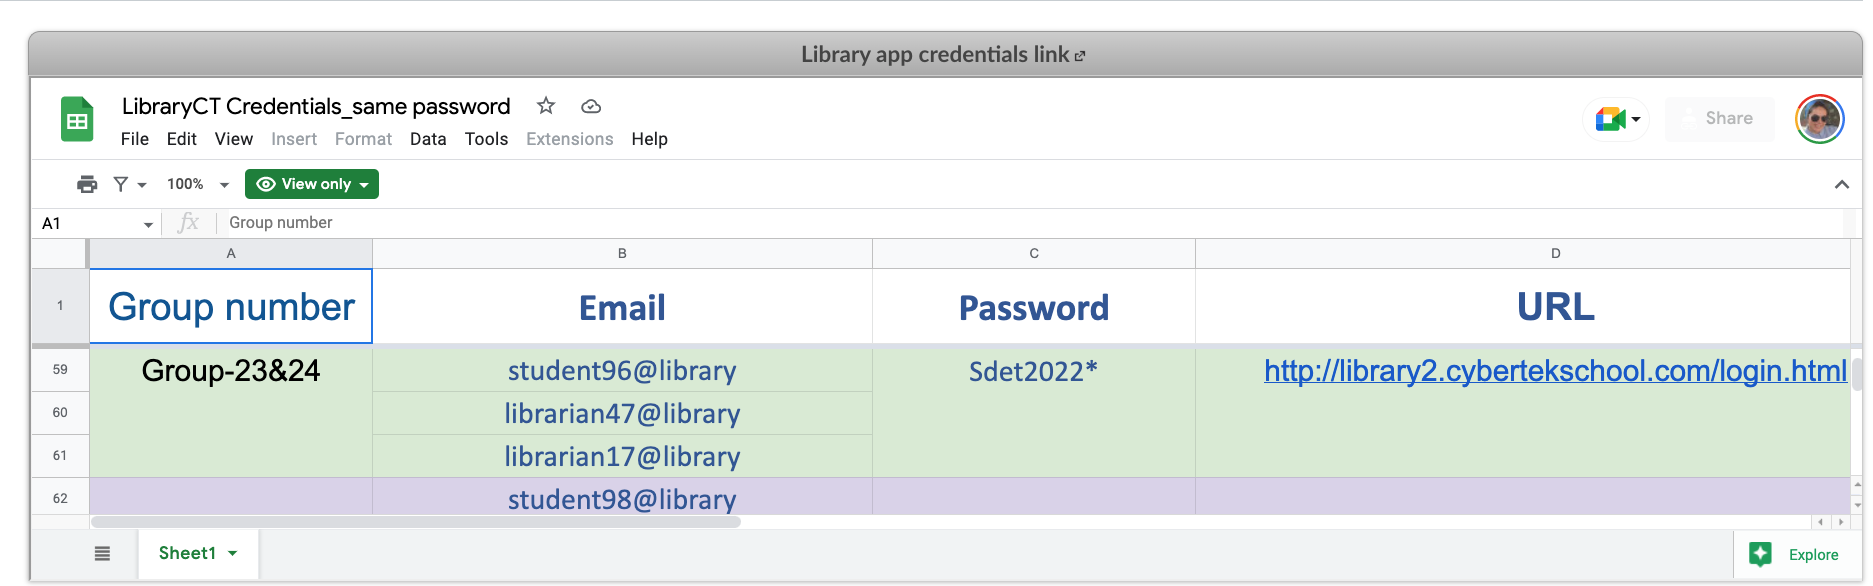 Library app credentials link
LibraryCT Credentials_same password
File Edit View Insert Format Data Tools Extensions Help
Share
100% View only
A1 fx Group number
A B C D
1 Group number Email Password URL
59 Group-23&24 student96@library Sdet2022* http://library2.cybertekschool.com/login.html
60 librarian47@library
61 librarian17@library
62 student98@library
Sheet1 Explore